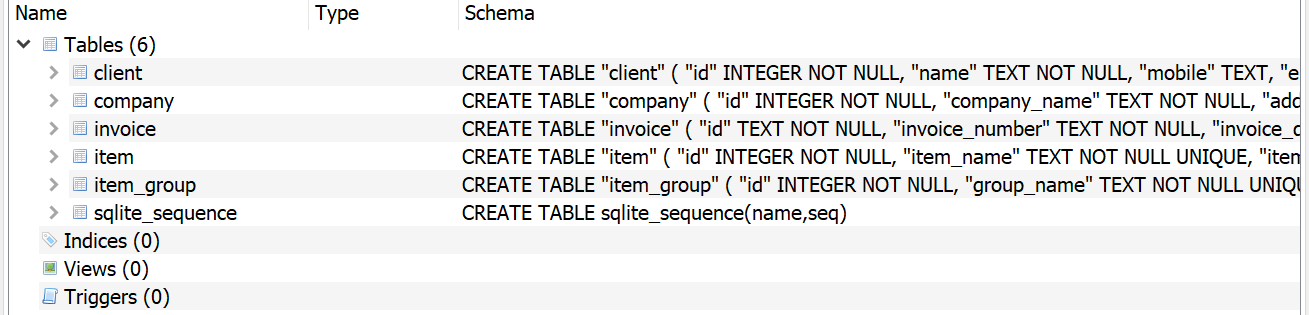 Name Type Schema
Tables (6)
client CREATE TABLE "client" ( "id" INTEGER NOT NULL, "name" TEXT NOT NULL, "mobile" TEXT, "e
company CREATE TABLE "company" ( "id" INTEGER NOT NULL, "company_name" TEXT NOT NULL, "add
invoice CREATE TABLE "invoice" ( "id" TEXT NOT NULL, "invoice_number" TEXT NOT NULL, "invoice_d
item CREATE TABLE "item" ( "id" INTEGER NOT NULL, "item_name" TEXT NOT NULL UNIQUE, "item
item_group CREATE TABLE "item_group" ( "id" INTEGER NOT NULL, "group_name" TEXT NOT NULL UNIQU
sqlite_sequence CREATE TABLE sqlite_sequence(name,seq)
Indices (0)
Views (0)
Triggers (0)